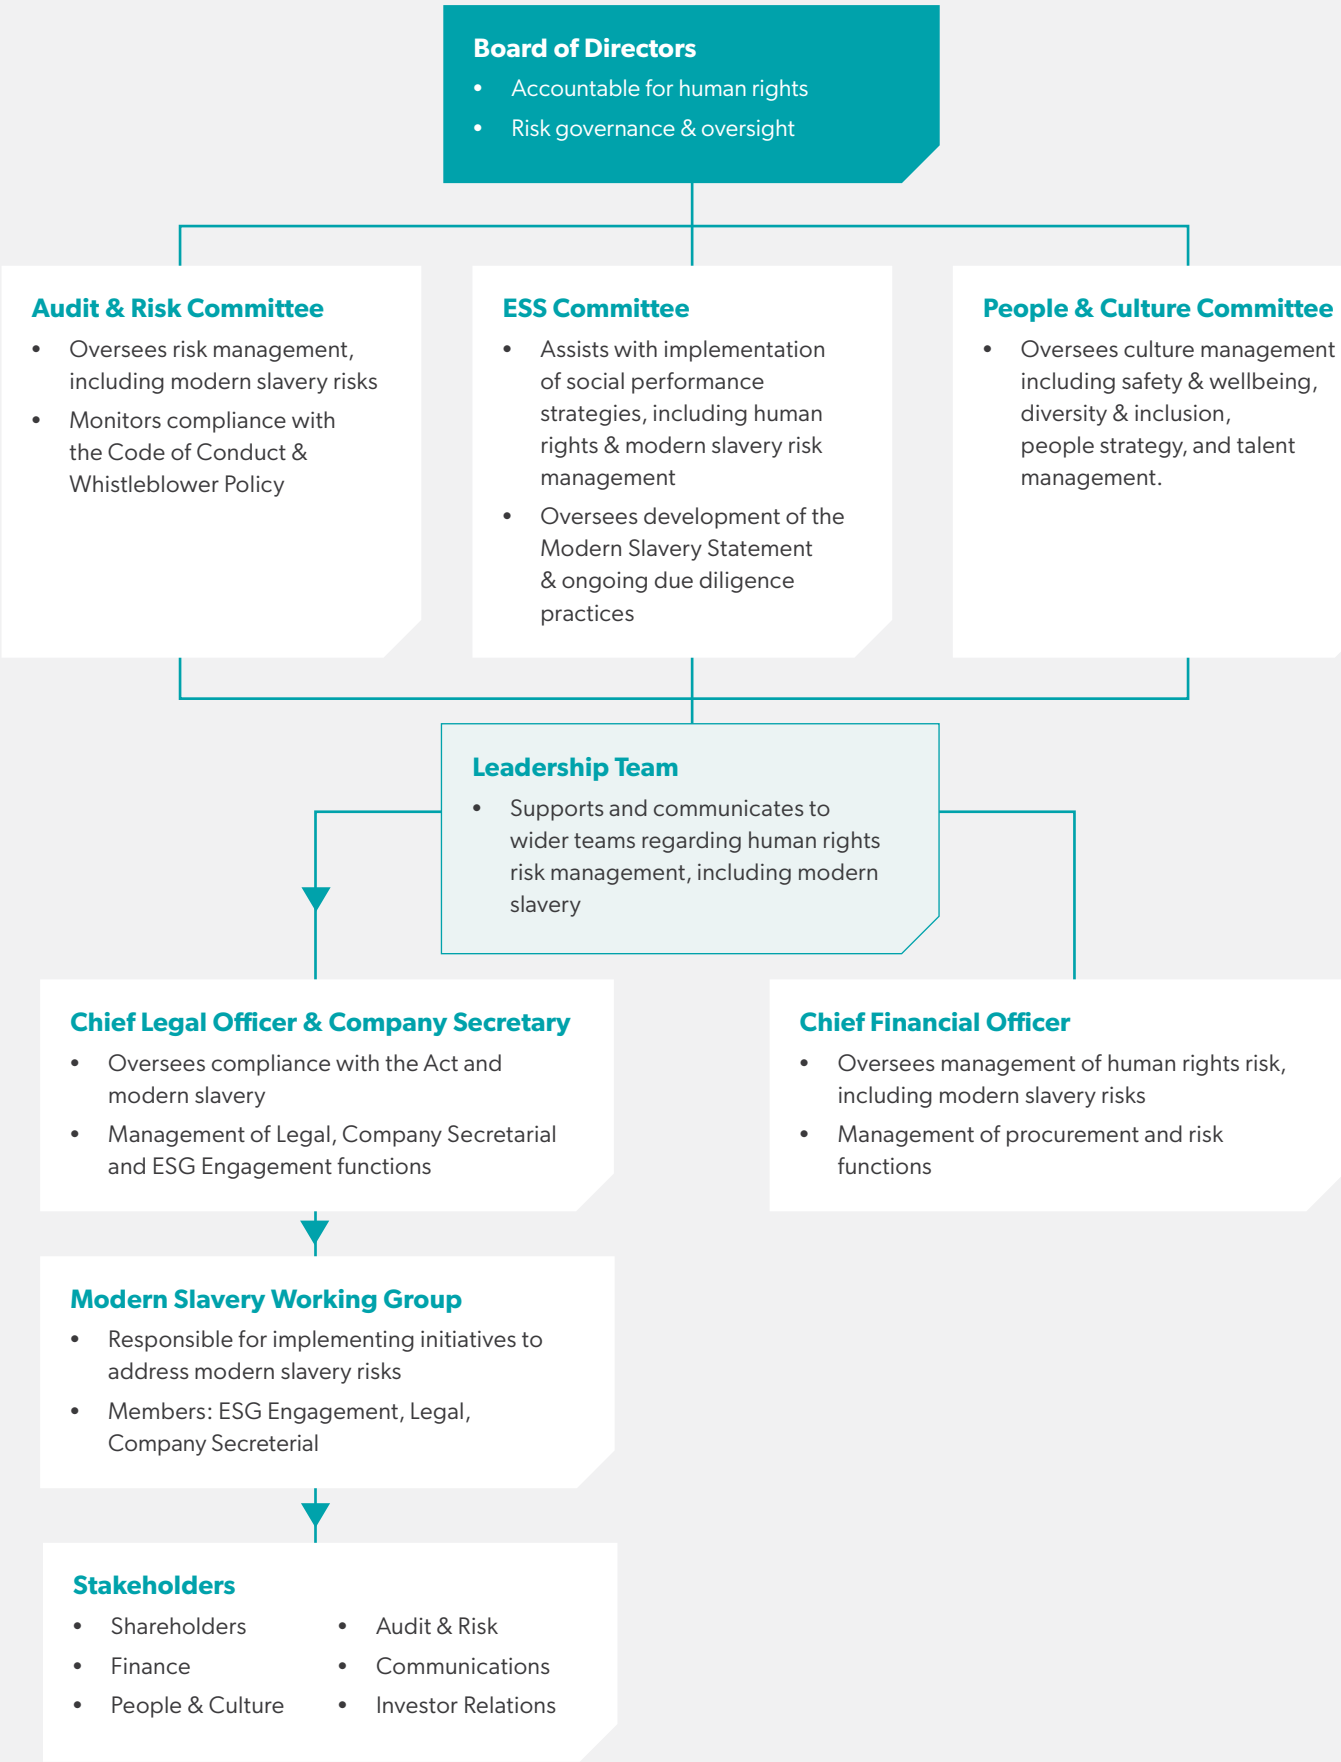 Board of Directors
• Accountable for human rights
• Risk governance & oversight
Audit & Risk Committee
• Oversees risk management,
including modern slavery risks
• Monitors compliance with
the Code of Conduct &
Whistleblower Policy
ESS Committee
• Assists with implementation
of social performance
strategies, including human
rights & modern slavery risk
management
• Oversees development of the
Modern Slavery Statement
& ongoing due diligence
practices
People & Culture Committee
• Oversees culture management
including safety & wellbeing,
diversity & inclusion,
people strategy, and talent
management.
Leadership Team
• Supports and communicates to
wider teams regarding human rights
risk management, including modern
slavery
Chief Legal Officer & Company Secretary
• Oversees compliance with the Act and
modern slavery
• Management of Legal, Company Secretarial
and ESG Engagement functions
Chief Financial Officer
• Oversees management of human rights risk,
including modern slavery risks
• Management of procurement and risk
functions
Modern Slavery Working Group
• Responsible for implementing initiatives to
address modern slavery risks
• Members: ESG Engagement, Legal,
Company Secreterial
Stakeholders
• Shareholders
• Finance
• People & Culture
• Audit & Risk
• Communications
• Investor Relations